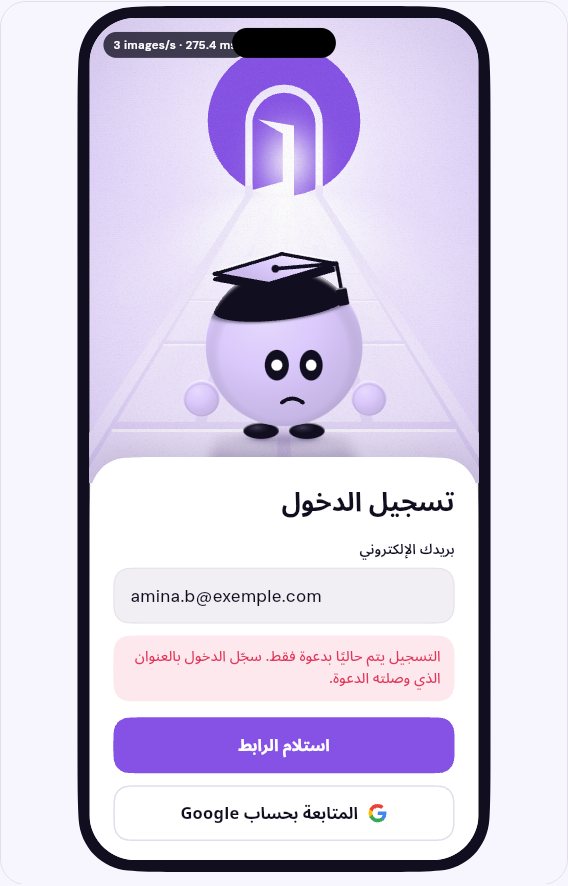 3 images/s · 275.4 ms
تسجيل الدخول
بريدك الإلكتروني
amina.b@exemple.com
التسجيل يتم حاليًا بدعوة فقط. سجّل الدخول بالعنوان
الذي وصلته الدعوة.
استلام الرابط
المتابعة بحساب Google